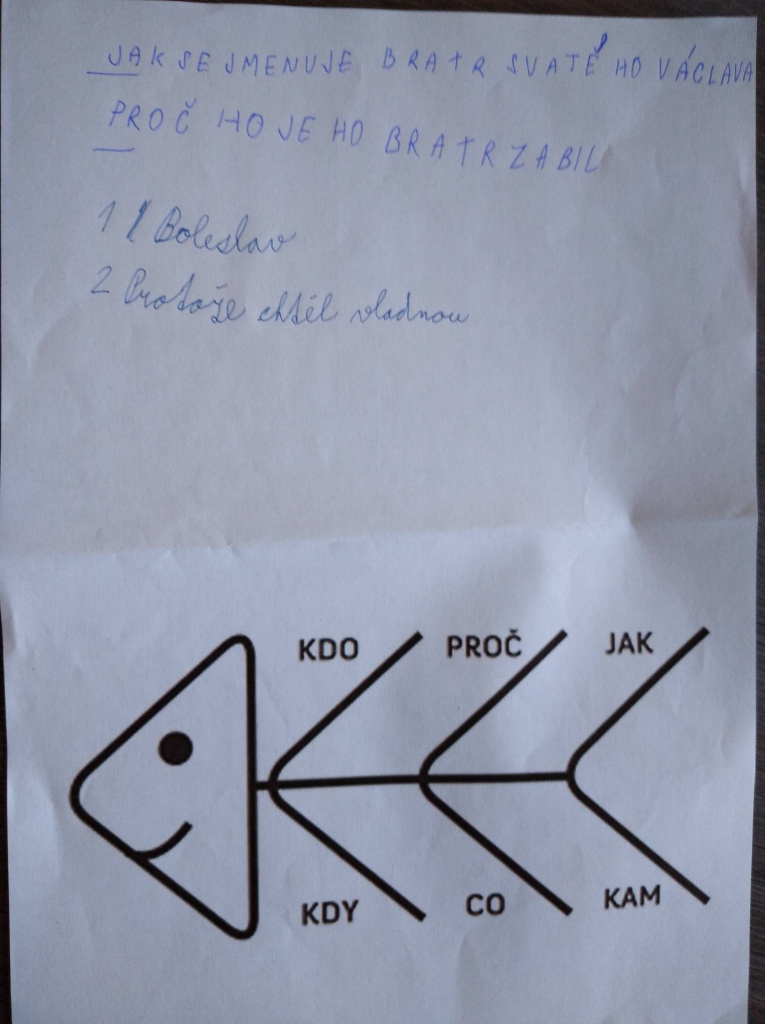 JAK SE JMENUJE BRATR SVATÉHO VÁCLAVA
PROČ HO JEHO BRATR ZABIL
1 Boleslav
2 Protože chtěl vladnou
KDO PROČ JAK
KDY CO KAM